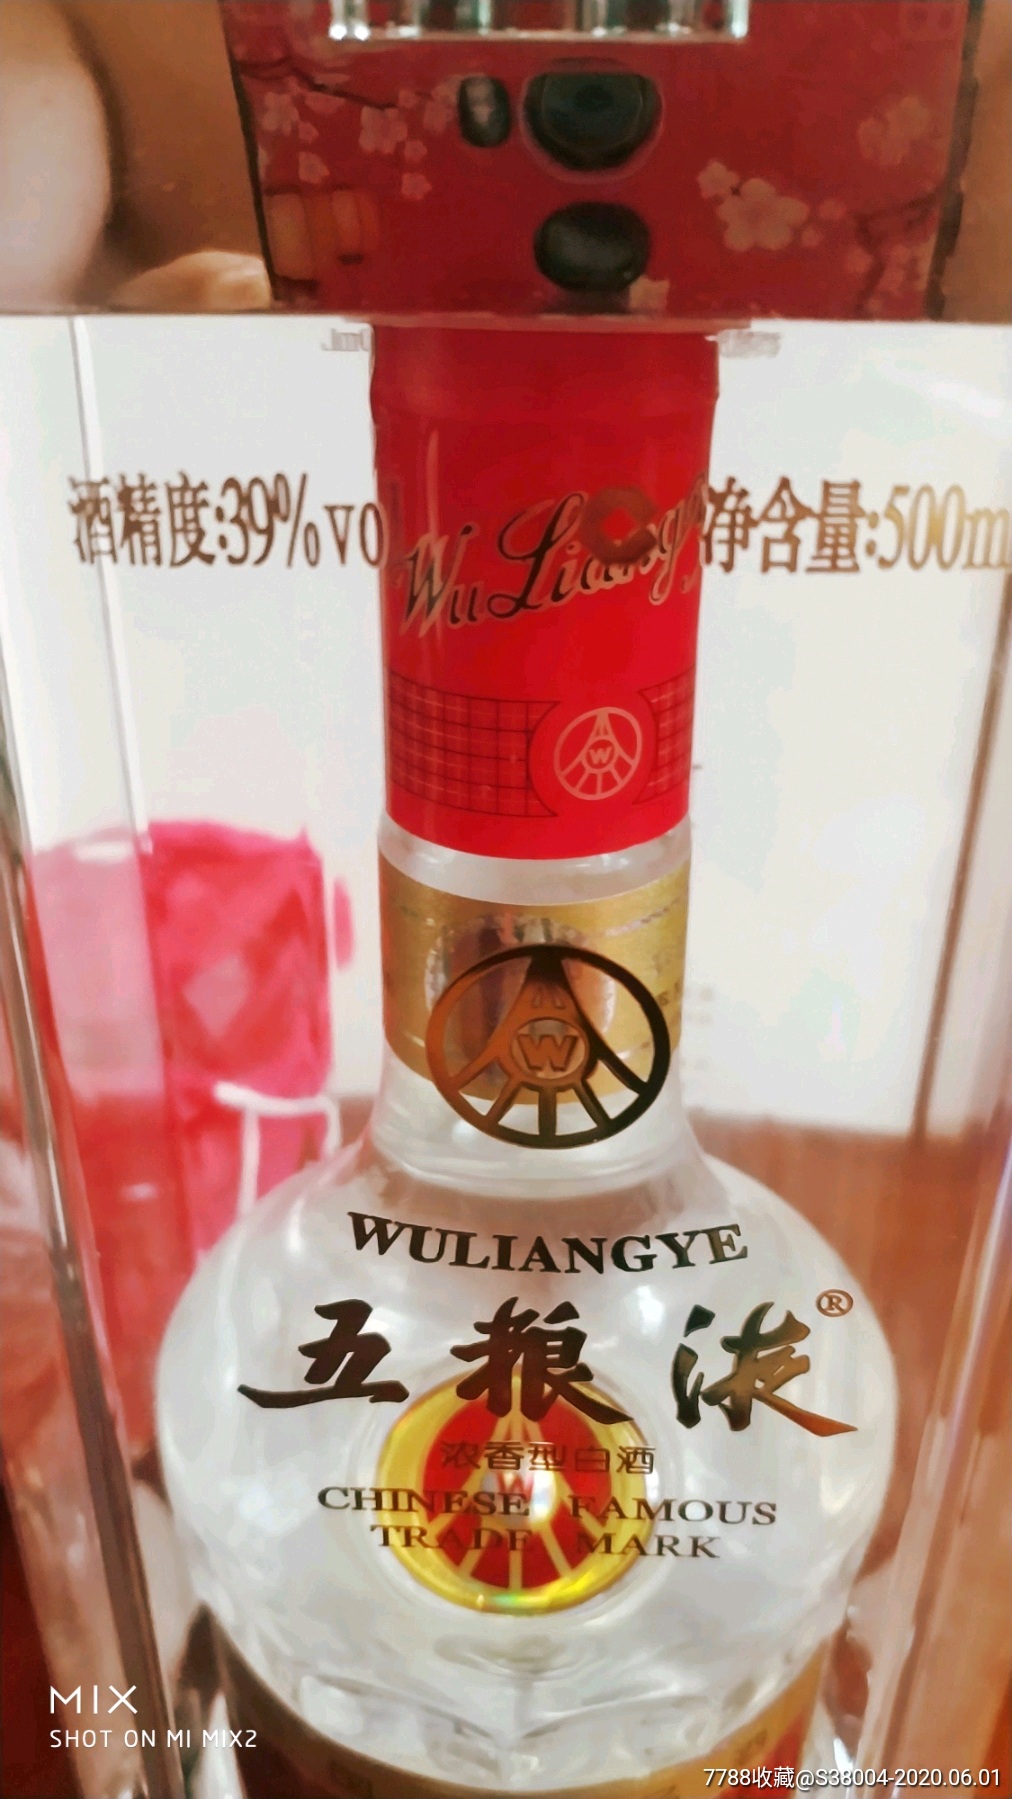 酒精度:39%vo
净含量:500m
Wu Liang
W
W
WULIANGYE
五粮液®
浓香型白酒
CHINESE FAMOUS
TRADE MARK
MIX
SHOT ON MI MIX2
7788收藏@S38004-2020.06.01